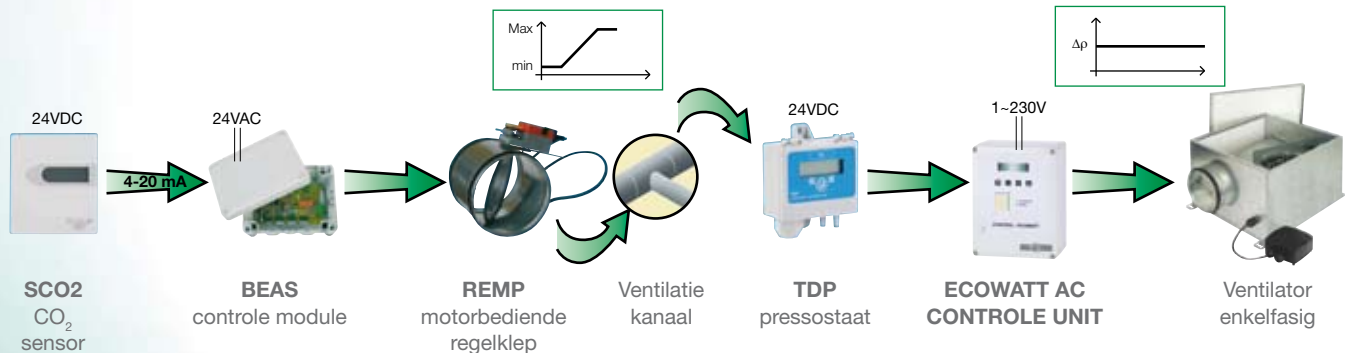 Max
min
Δρ
24VDC
24VAC
4-20 mA
24VDC
1~230V
SCO2
CO₂
sensor
BEAS
controle module
REMP
motorbediende
regelklep
Ventilatie
kanaal
TDP
pressostaat
ECOWATT AC
CONTROLE UNIT
Ventilator
enkelfasig